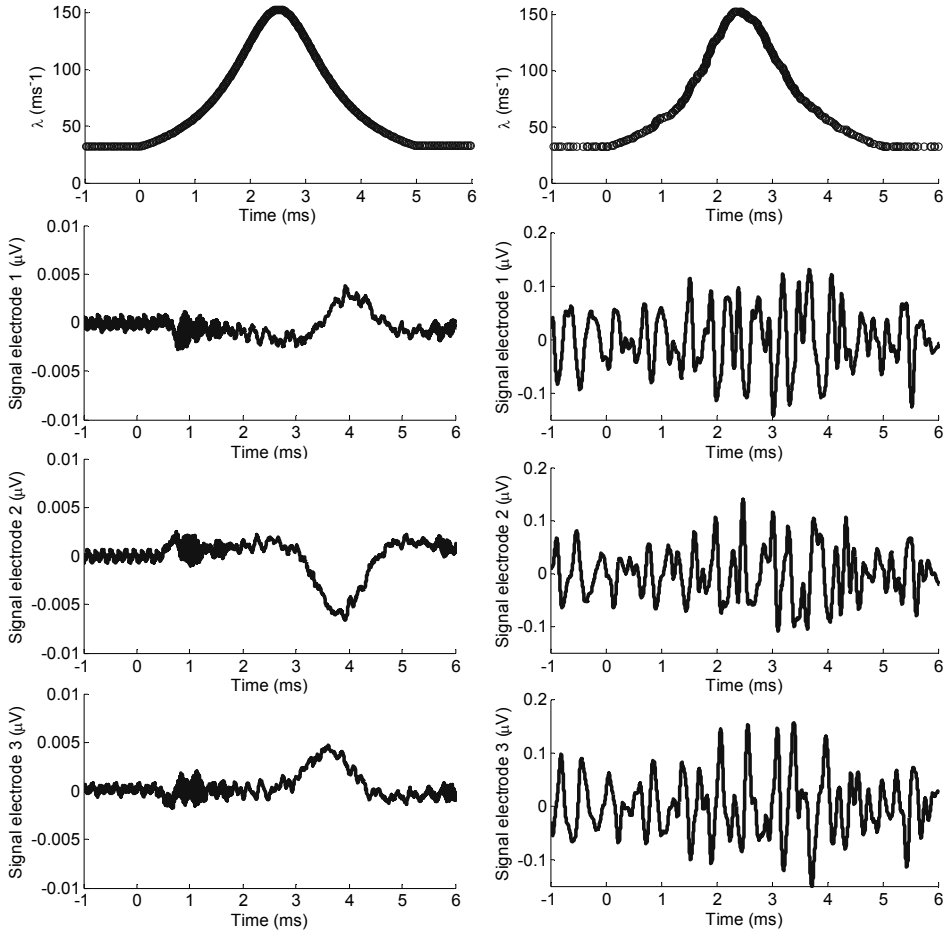 150
100
50
0
λ (ms-1)
-1 0 1 2 3 4 5 6
Time (ms)
150
100
50
0
λ (ms-1)
-1 0 1 2 3 4 5 6
Time (ms)
0.01
0.005
0
-0.005
-0.01
Signal electrode 1 (μV)
-1 0 1 2 3 4 5 6
Time (ms)
0.2
0.1
0
-0.1
Signal electrode 1 (μV)
-1 0 1 2 3 4 5 6
Time (ms)
0.01
0.005
0
-0.005
-0.01
Signal electrode 2 (μV)
-1 0 1 2 3 4 5 6
Time (ms)
0.2
0.1
0
-0.1
Signal electrode 2 (μV)
-1 0 1 2 3 4 5 6
Time (ms)
0.01
0.005
0
-0.005
-0.01
Signal electrode 3 (μV)
-1 0 1 2 3 4 5 6
Time (ms)
0.2
0.1
0
-0.1
Signal electrode 3 (μV)
-1 0 1 2 3 4 5 6
Time (ms)